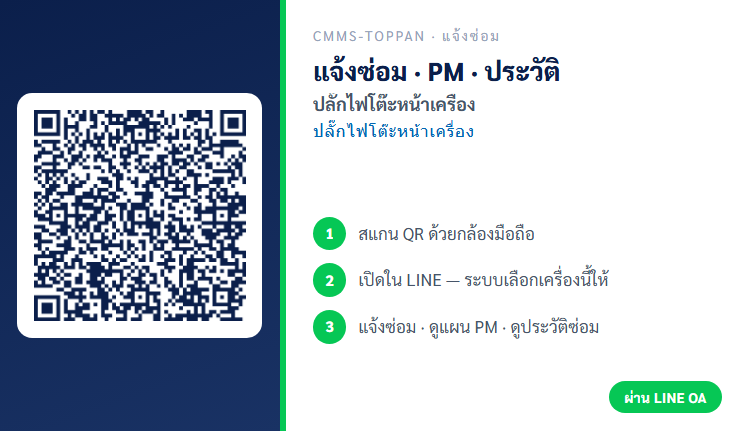 CMMS-TOPPAN · แจ้งซ่อม
แจ้งซ่อม · PM · ประวัติ
ปลั๊กไฟโต๊ะหน้าเครื่อง
ปลั๊กไฟโต๊ะหน้าเครื่อง
1 สแกน QR ด้วยกล้องมือถือ
2 เปิดใน LINE — ระบบเลือกเครื่องนี้ให้
3 แจ้งซ่อม · ดูแผน PM · ดูประวัติซ่อม
ผ่าน LINE OA